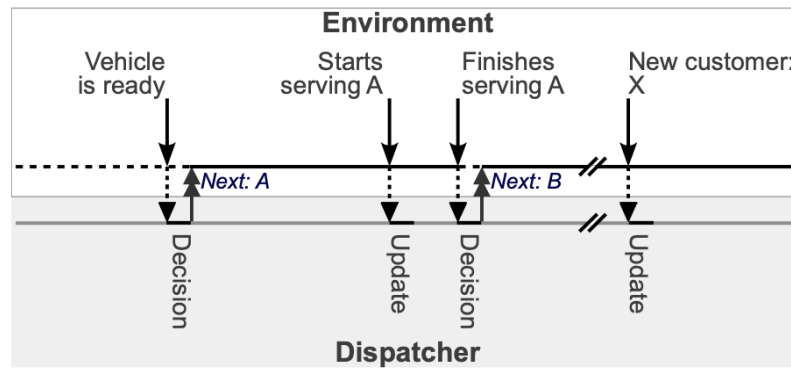 Environment
Vehicle
is ready
Starts
serving A
Finishes
serving A
New customer:
X
Next: A
Next: B
Decision
Update
Decision
Update
Dispatcher